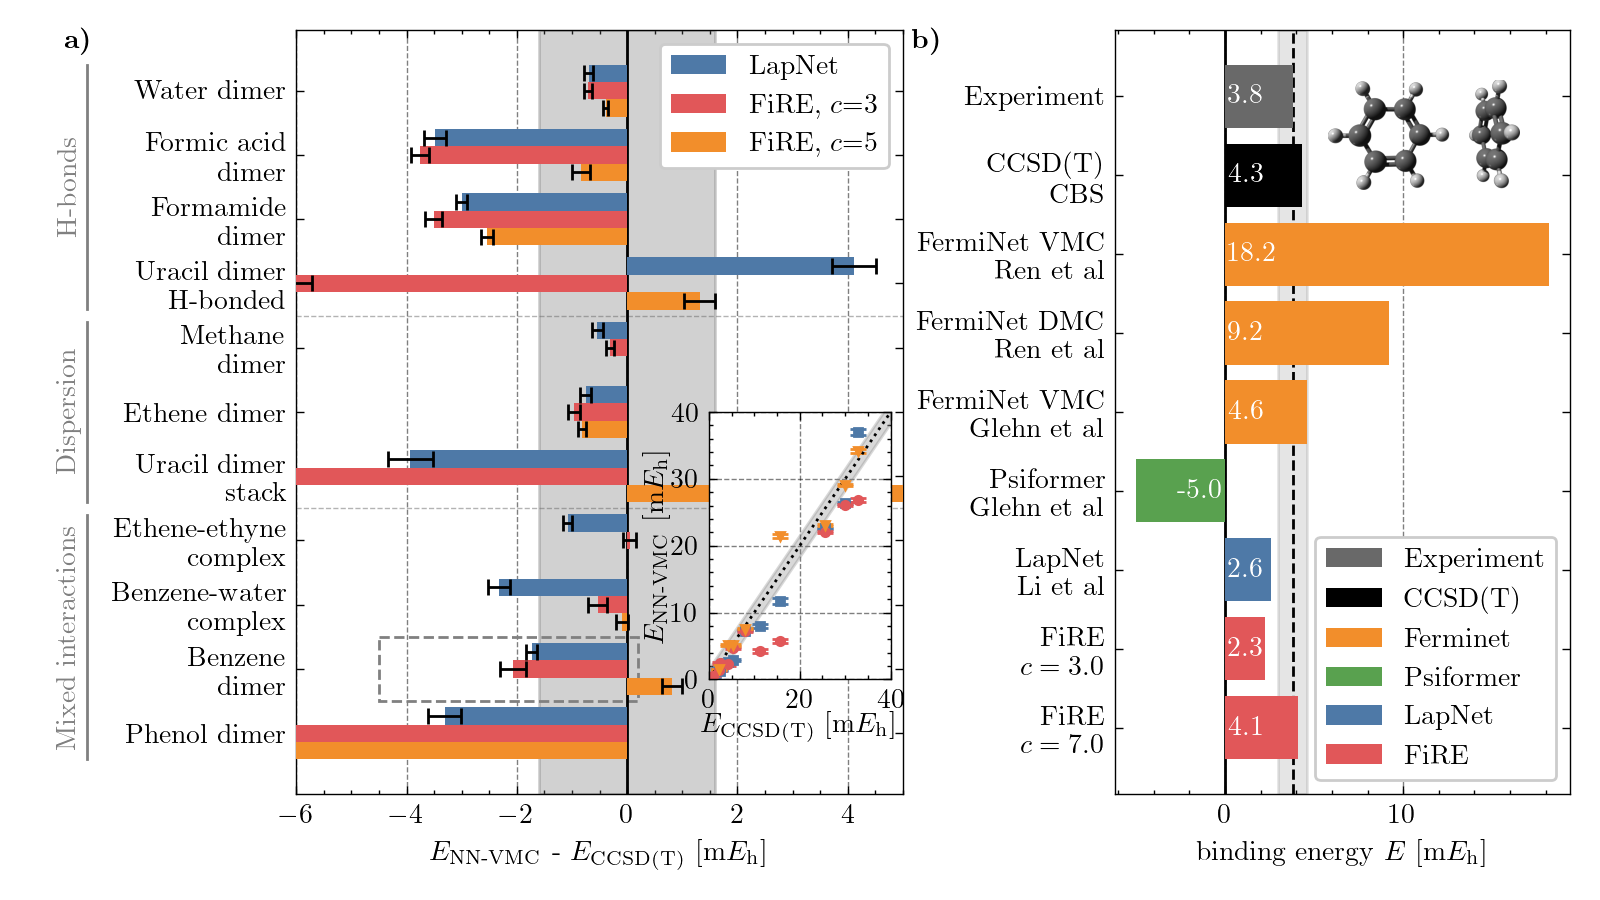 a)
H-bonds
Dispersion
Mixed interactions
Water dimer
Formic acid
dimer
Formamide
dimer
Uracil dimer
H-bonded
Methane
dimer
Ethene dimer
Uracil dimer
stack
Ethene-ethyne
complex
Benzene-water
complex
Benzene
dimer
Phenol dimer
LapNet
FiRE, c=3
FiRE, c=5
−6 −4 −2 0 2 4
E_NN-VMC - E_CCSD(T) [mE_h]
40
30
20
10
0
E_NN-VMC [mE_h]
0 20 40
E_CCSD(T) [mE_h]
b)
Experiment
CCSD(T)
CBS
FermiNet VMC
Ren et al
FermiNet DMC
Ren et al
FermiNet VMC
Glehn et al
Psiformer
Glehn et al
LapNet
Li et al
FiRE
c = 3.0
FiRE
c = 7.0
3.8
4.3
18.2
9.2
4.6
-5.0
2.6
2.3
4.1
Experiment
CCSD(T)
Ferminet
Psiformer
LapNet
FiRE
0 10
binding energy E [mE_h]